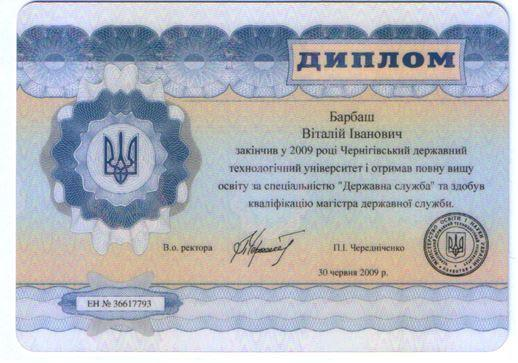 ДИПЛОМ
Барбаш
Віталій Іванович
закінчив у 2009 році Чернігівський державний
технологічний університет і отримав повну вищу
освіту за спеціальністю "Державна служба" та здобув
кваліфікацію магістра державної служби.
В.о. ректора
П.І. Чередніченко
30 червня 2009 р.
ЕН № 36617793